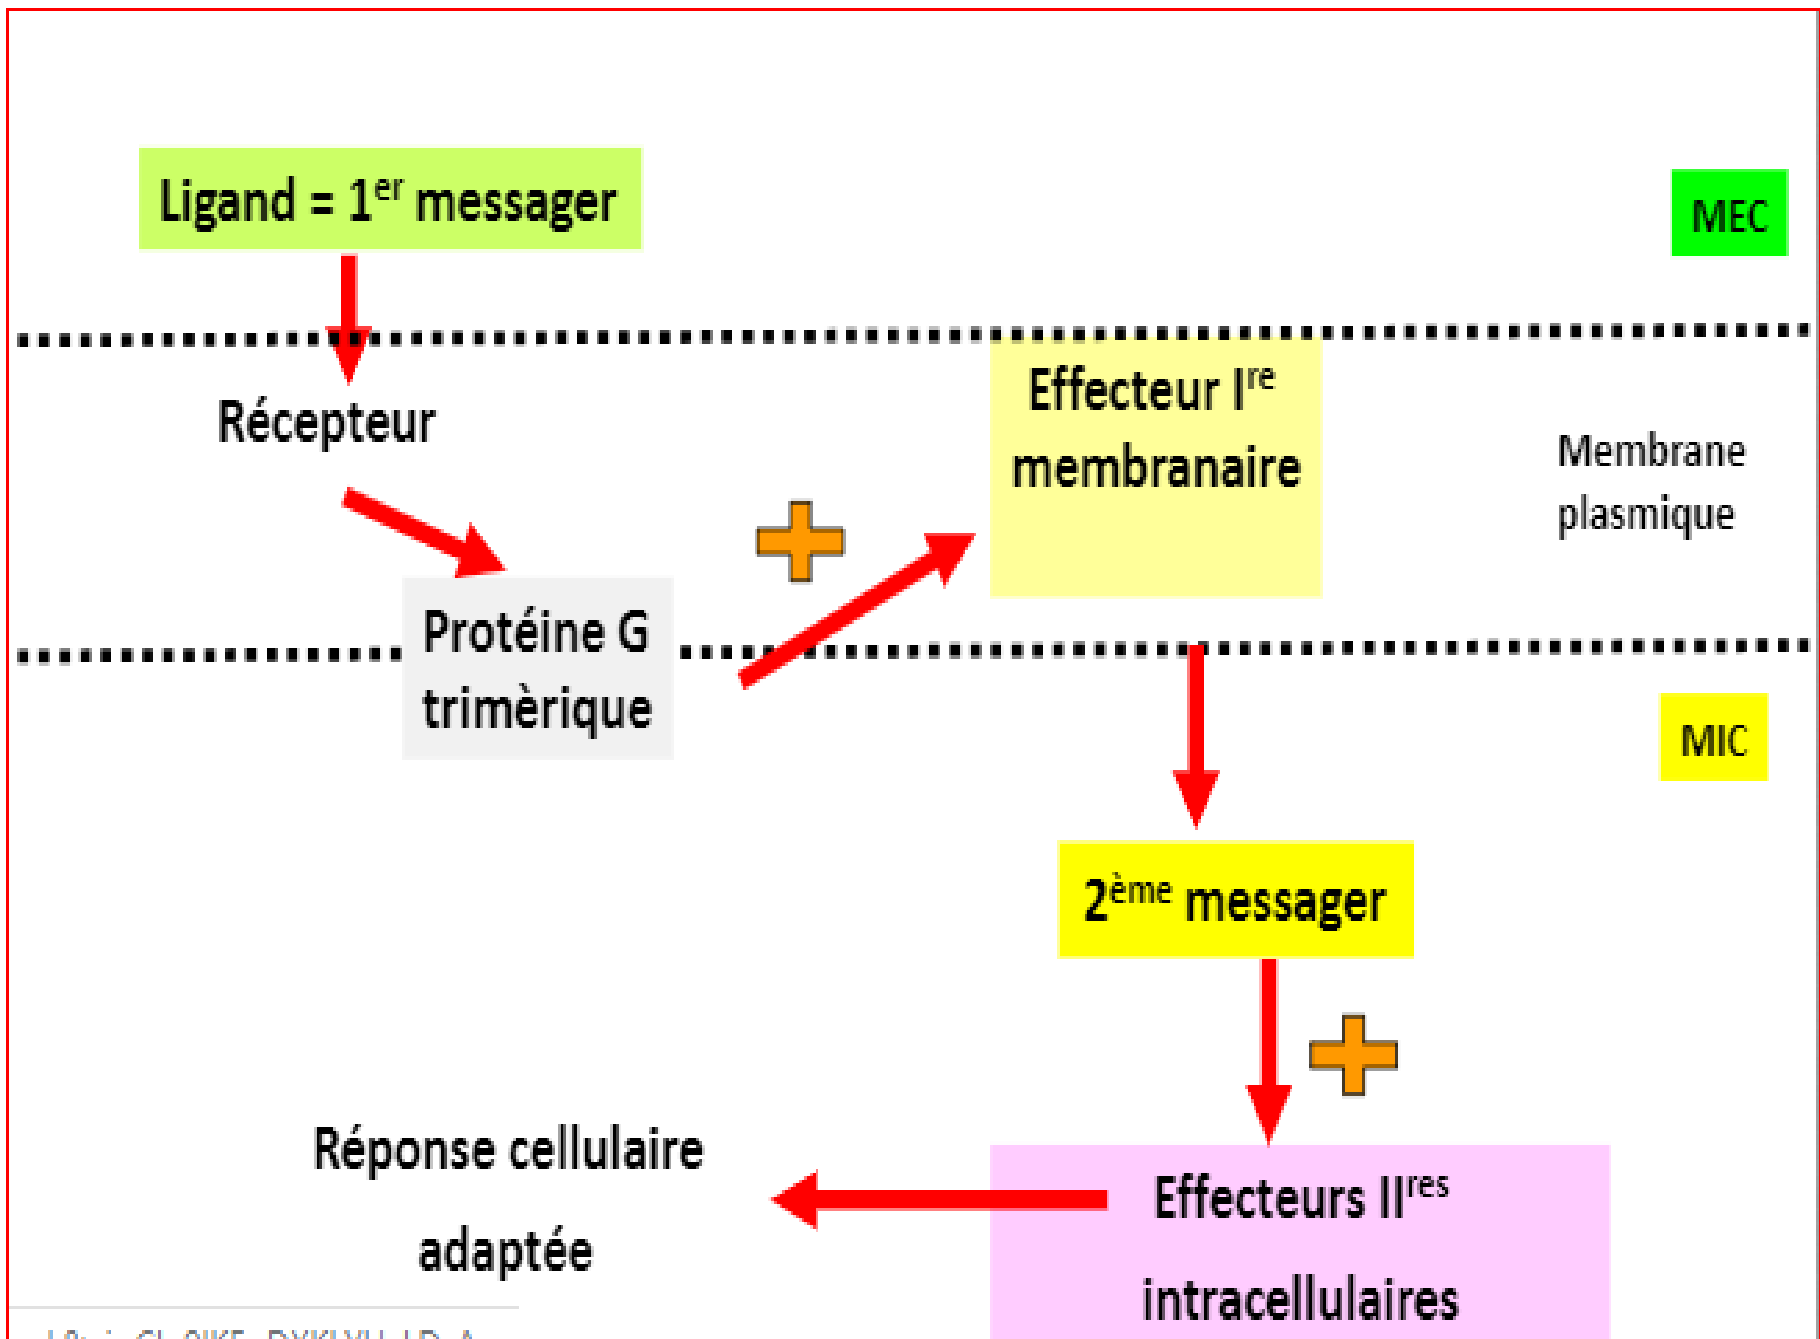 Ligand = 1er messager
MEC
Récepteur
Effecteur Ire
membranaire
Membrane
plasmique
Protéine G
trimèrique
MIC
2ème messager
Réponse cellulaire
adaptée
Effecteurs IIres
intracellulaires